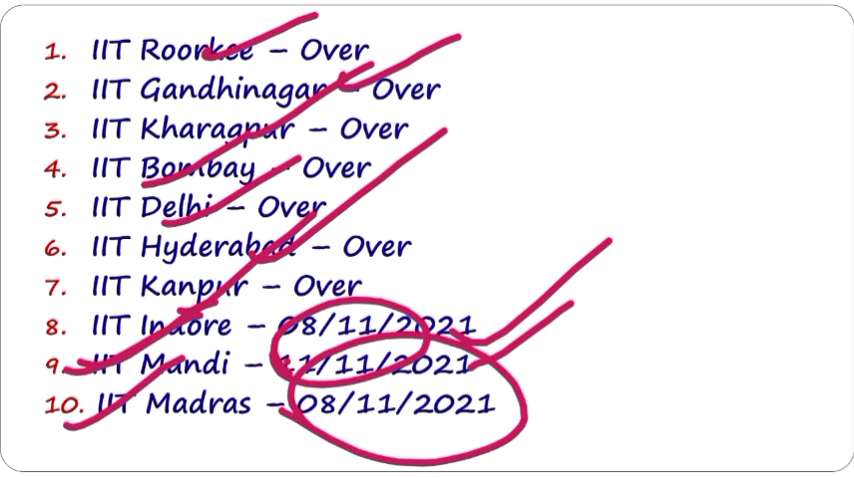 1. IIT Roorkee – Over
2. IIT Gandhinagar – Over
3. IIT Kharagpur – Over
4. IIT Bombay – Over
5. IIT Delhi – Over
6. IIT Hyderabad – Over
7. IIT Kanpur – Over
8. IIT Indore – 08/11/2021
9. IIT Mandi – 11/11/2021
10. IIT Madras – 08/11/2021